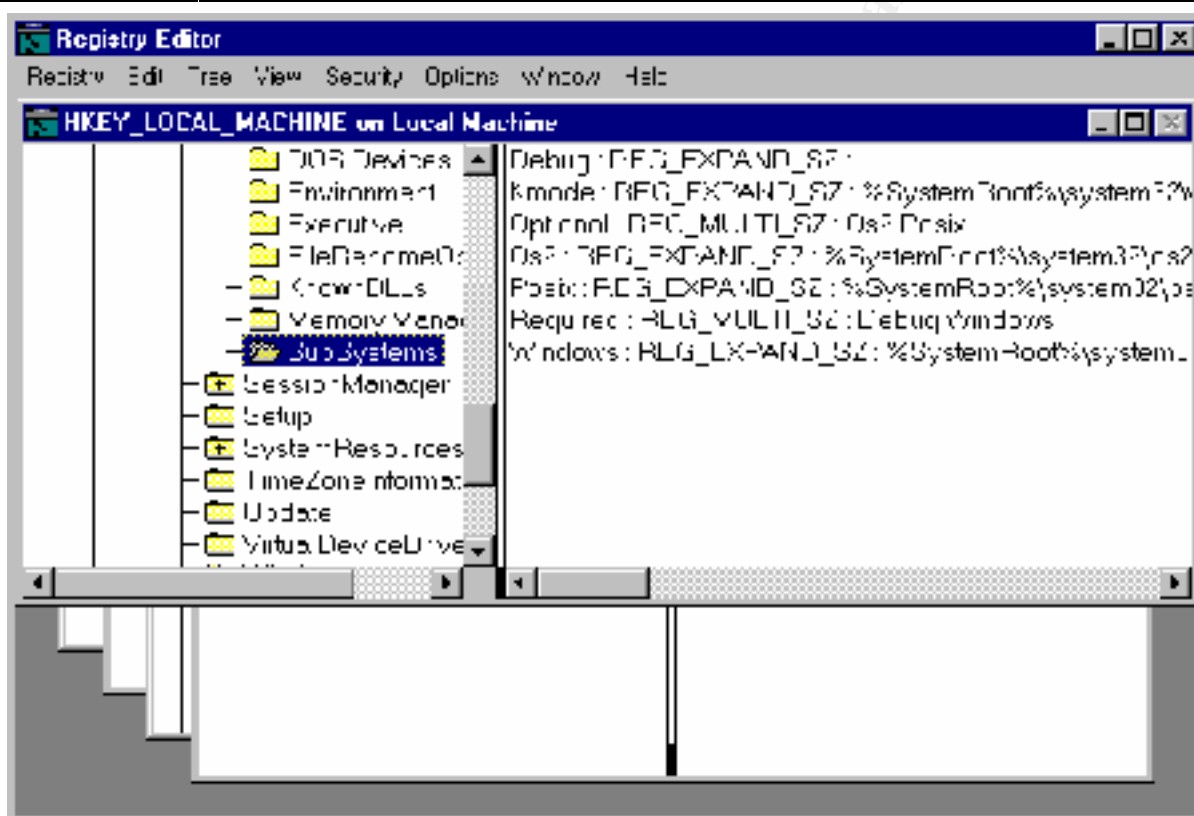 Registry Editor
Registry Edit Tree View Security Options Window Help
HKEY_LOCAL_MACHINE on Local Machine
DOS Devices
Environment
Executive
FileRenameO
KnownDLLs
Memory Manag
SubSystems
SessionManager
Setup
SystemResources
TimeZoneInformat
Update
VirtualDeviceDrive
Debug : REG_EXPAND_SZ :
Kmode : REG_EXPAND_SZ : %SystemRoot%\system32\w
Optional : REG_MULTI_SZ : Os2 Posix
Os2 : REG_EXPAND_SZ : %SystemRoot%\system32\os2
Posix : REG_EXPAND_SZ : %SystemRoot%\system32\ps
Required : REG_MULTI_SZ : Debug Windows
Windows : REG_EXPAND_SZ : %SystemRoot%\system